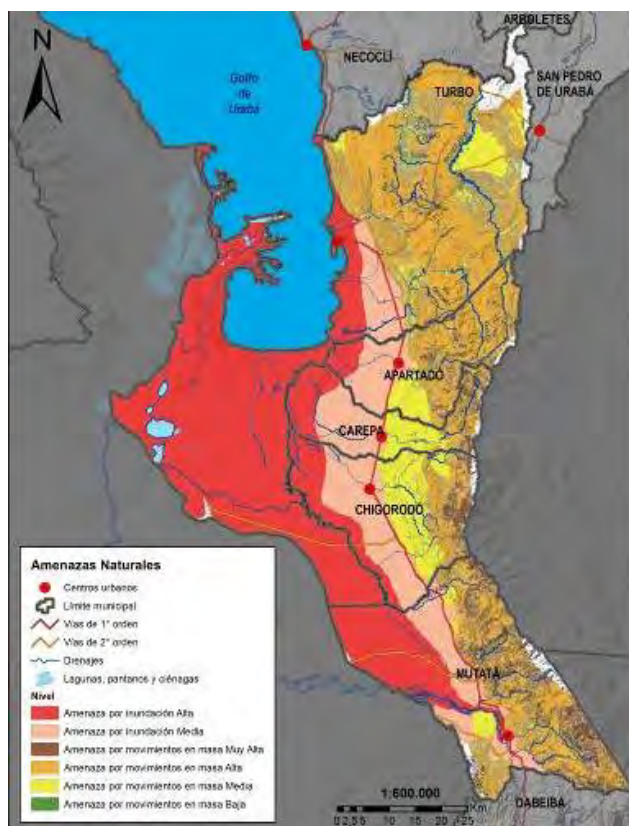 ARBOLETES
N
NECOCLÍ
Golfo
de
Urabá
TURBO
SAN PEDRO
DE URABÁ
APARTADÓ
CAREPA
CHIGORODO
MUTATÁ
DABEIBA
Amenazas Naturales
Centros urbanos
Límite municipal
Vías de 1° orden
Vías de 2° orden
Drenajes
Lagunas, pantanos y ciénagas
Nivel
Amenaza por inundación Alta
Amenaza por inundación Media
Amenaza por movimientos en masa Muy Alta
Amenaza por movimientos en masa Alta
Amenaza por movimientos en masa Media
Amenaza por movimientos en masa Baja
1:600.000
Km